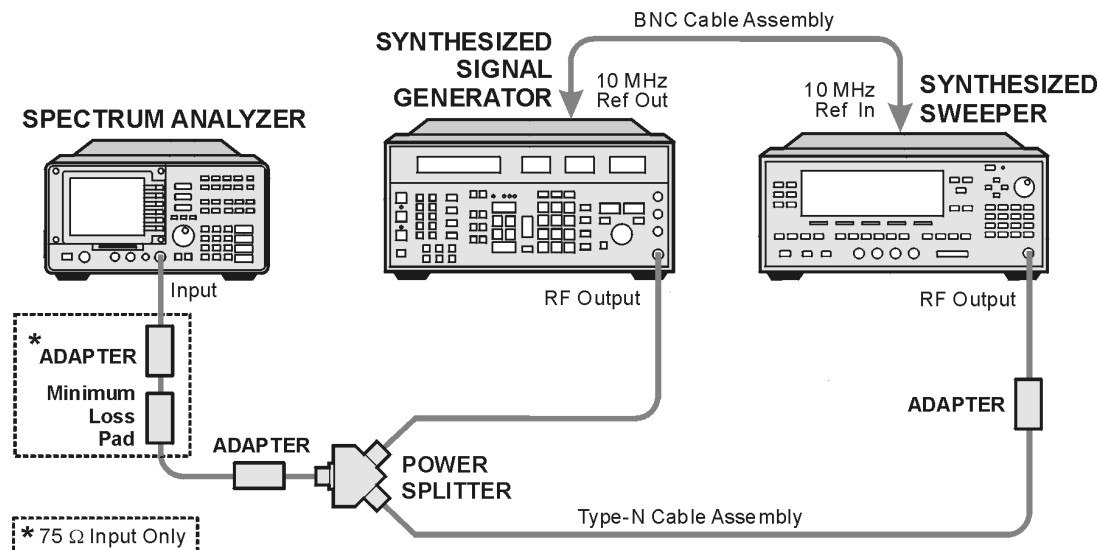 BNC Cable Assembly
SYNTHESIZED
SIGNAL
GENERATOR
10 MHz
Ref Out
10 MHz
Ref In
SYNTHESIZED
SWEEPER
SPECTRUM ANALYZER
Input
RF Output
RF Output
*ADAPTER
Minimum
Loss
Pad
ADAPTER
POWER
SPLITTER
ADAPTER
Type-N Cable Assembly
* 75 Ω Input Only